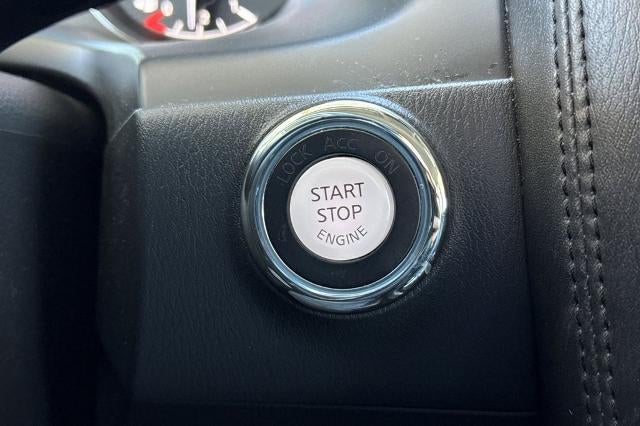 LOCK ACC ON
START
STOP
ENGINE